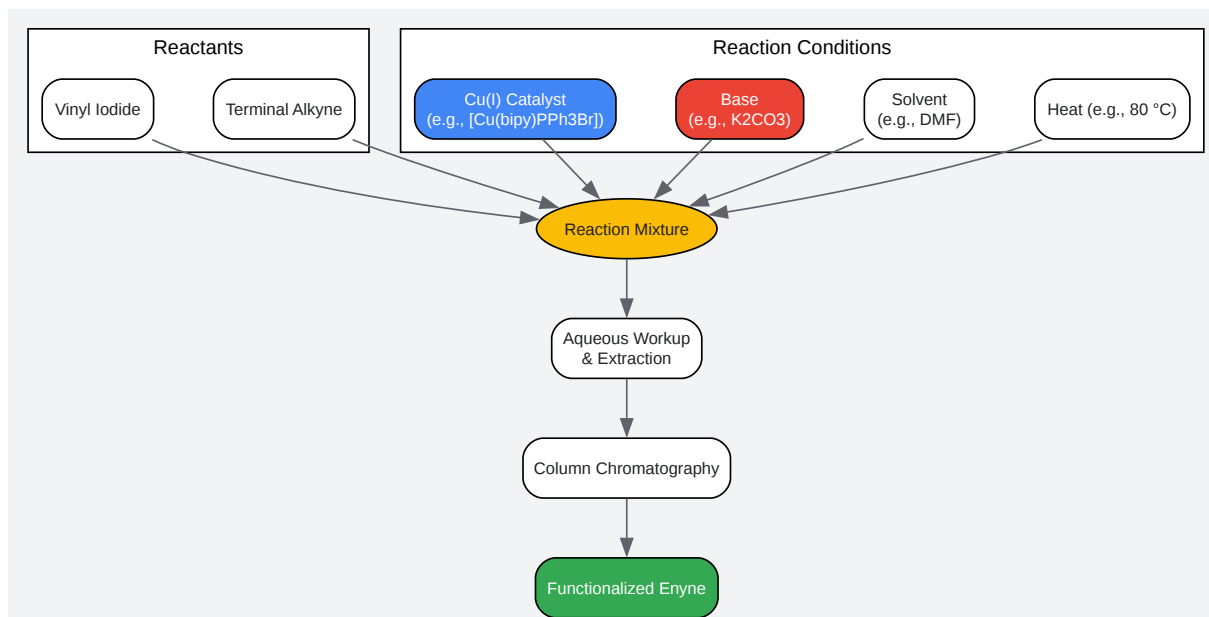 Reactants
Reaction Conditions
Vinyl Iodide
Terminal Alkyne
Cu(I) Catalyst
(e.g., [Cu(bipy)PPh3Br])
Base
(e.g., K2CO3)
Solvent
(e.g., DMF)
Heat (e.g., 80 °C)
Reaction Mixture
Aqueous Workup
& Extraction
Column Chromatography
Functionalized Enyne